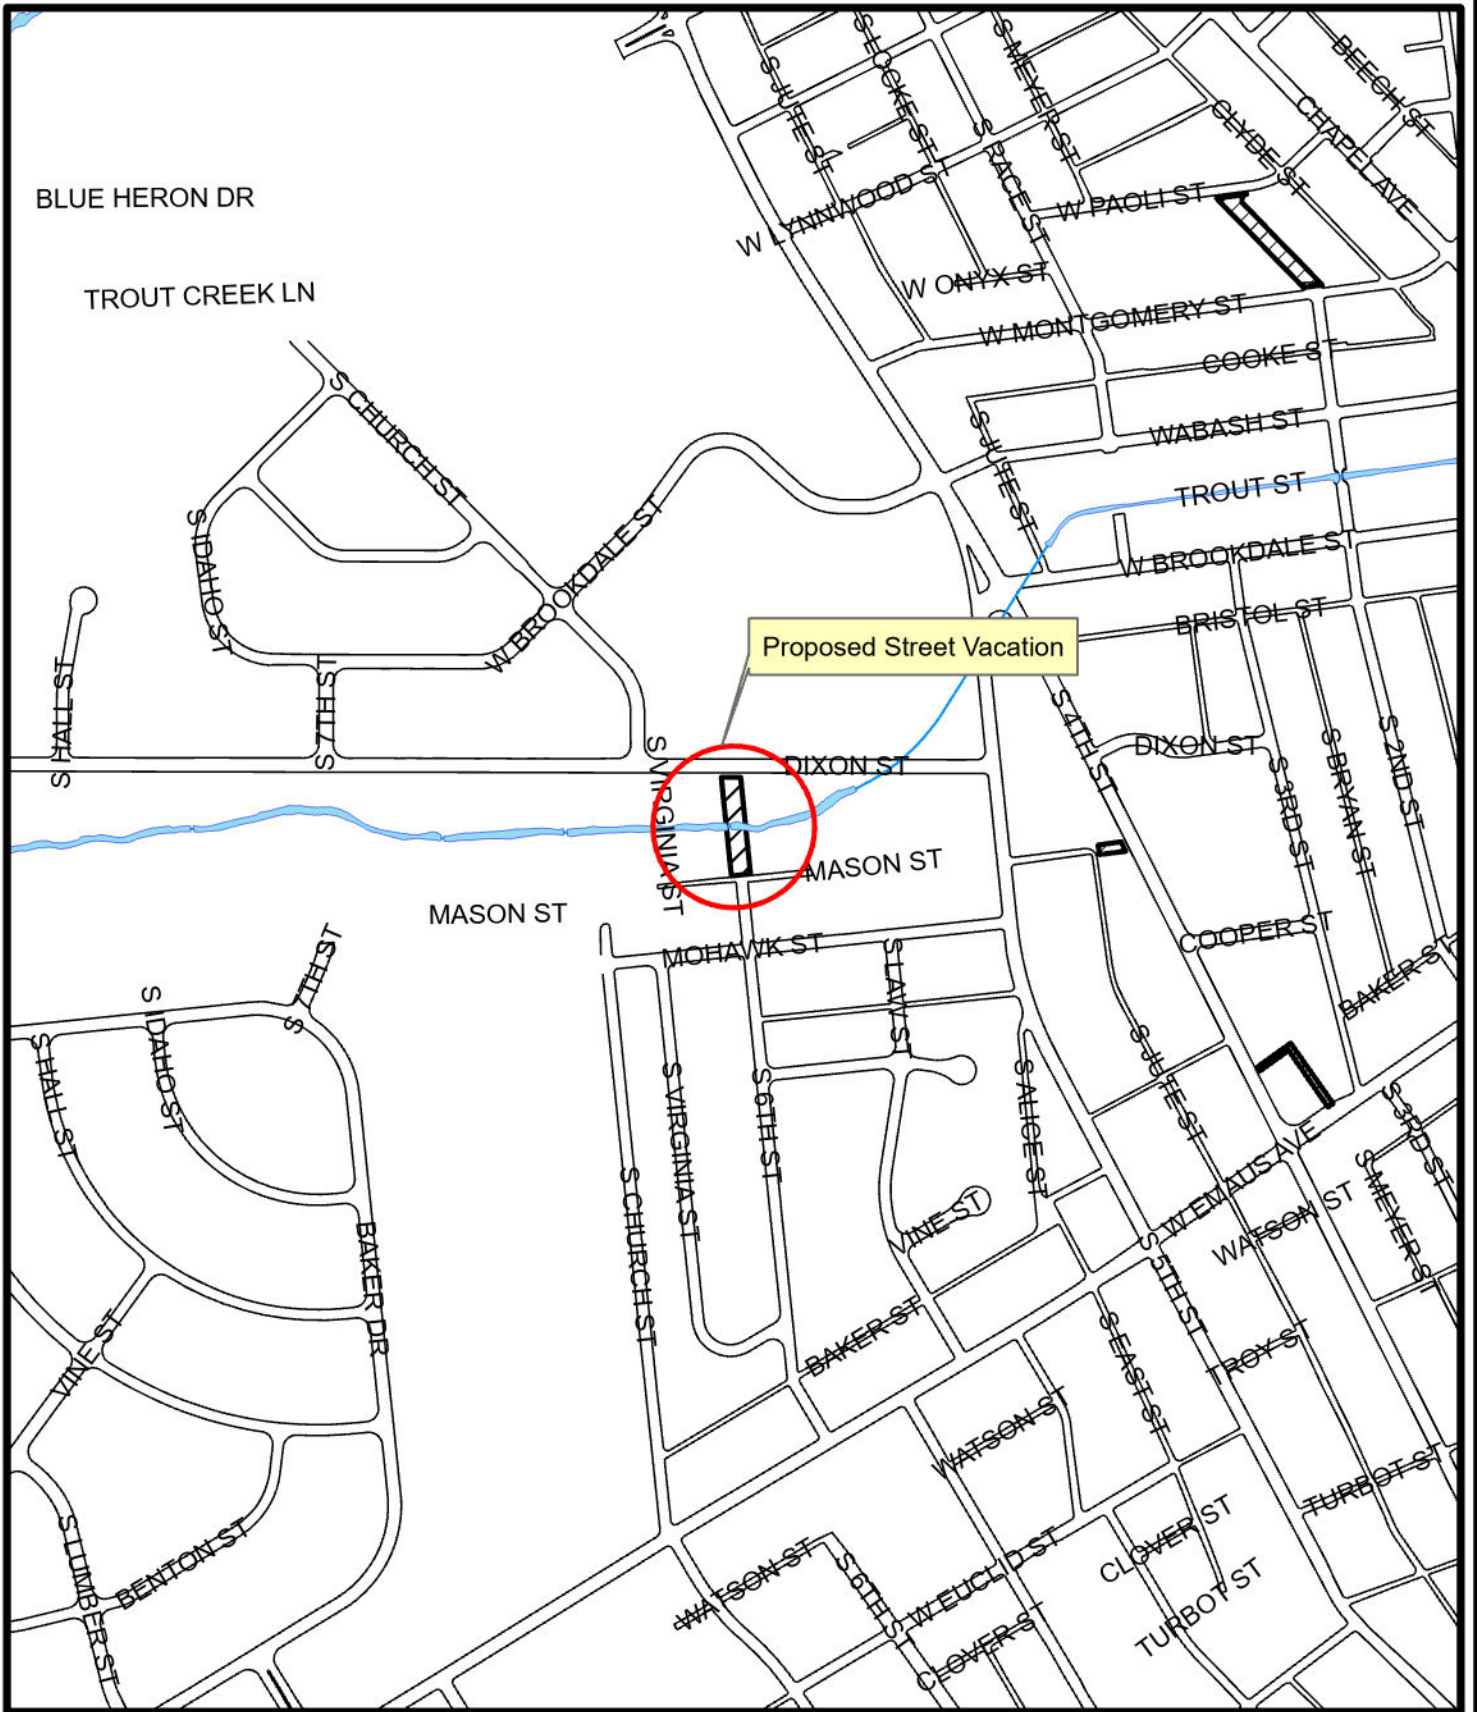 BEECH ST
S MEYER ST
S LOCKE ST
S JUTE ST
CHAPEL AVE
CLYDE ST
S RACE ST
W LYNNWOOD ST
W PAOLI ST
BLUE HERON DR
TROUT CREEK LN
W ONYX ST
W MONTGOMERY ST
COOKE ST
S CHURCH ST
WABASH ST
S JUTE ST
TROUT ST
S IDAHO ST
W BROOKDALE ST
W BROOKDALE ST
BRISTOL ST
Proposed Street Vacation
S HALL ST
S 7TH ST
S VIRGINIA ST
DIXON ST
S 4TH ST
DIXON ST
S 3RD ST
S BRYAN ST
S 2ND ST
MASON ST
MASON ST
MOHAWK ST
COOPER ST
BAKER ST
S 7TH ST
S IDAHO ST
S HALL ST
S LAW ST
S VIRGINIA ST
S 6TH ST
S ALICE ST
S JUTE ST
W EMAUS AVE
S 3RD ST
S MEYER ST
WATSON ST
VINE ST
S CHURCH ST
BAKER DR
S 5TH ST
VINE ST
BAKER ST
S EAST ST
TROY ST
WATSON ST
TURBOT ST
CLOVER ST
S LUMBER ST
BENTON ST
WATSON ST
S 6TH ST
W EUCLID ST
TURBOT ST
CLOVER ST